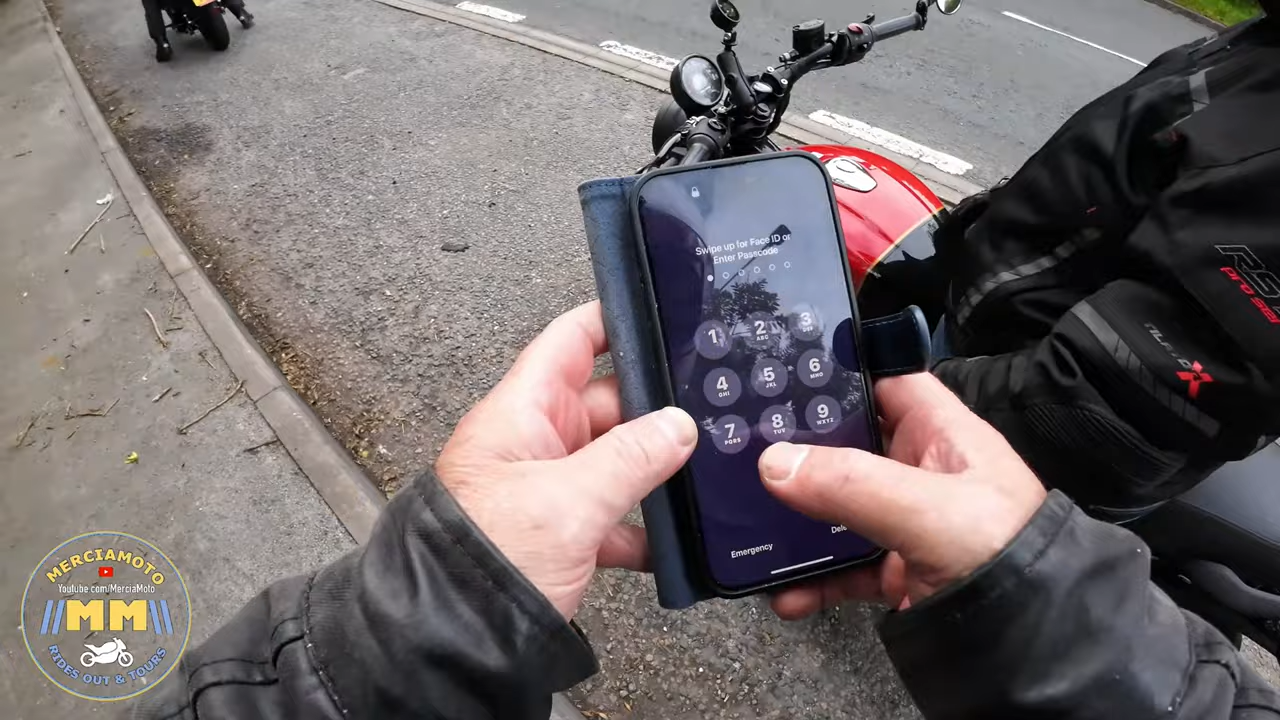 Swipe up for Face ID or
Enter Passcode
1
2
ABC
3
DEF
4
GHI
5
JKL
6
MNO
7
PQRS
8
TUV
9
WXYZ
Emergency
MERCIAMOTO
Youtube.com/MerciaMoto
MM
RIDES OUT & TOURS